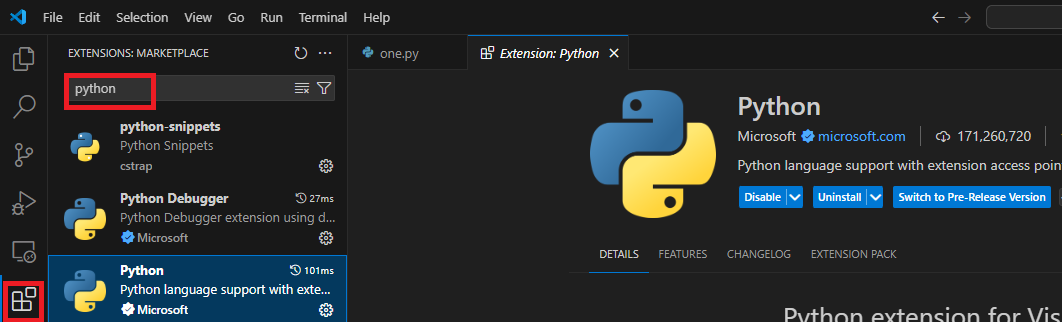 File Edit Selection View Go Run Terminal Help
EXTENSIONS: MARKETPLACE
python
python-snippets
Python Snippets
cstrap
Python Debugger 27ms
Python Debugger extension using d...
Microsoft
Python 101ms
Python language support with exte...
Microsoft
one.py Extension: Python
Python
Microsoft microsoft.com 171,260,720
Python language support with extension access poin
Disable Uninstall Switch to Pre-Release Version
DETAILS FEATURES CHANGELOG EXTENSION PACK
Python extension for Vis